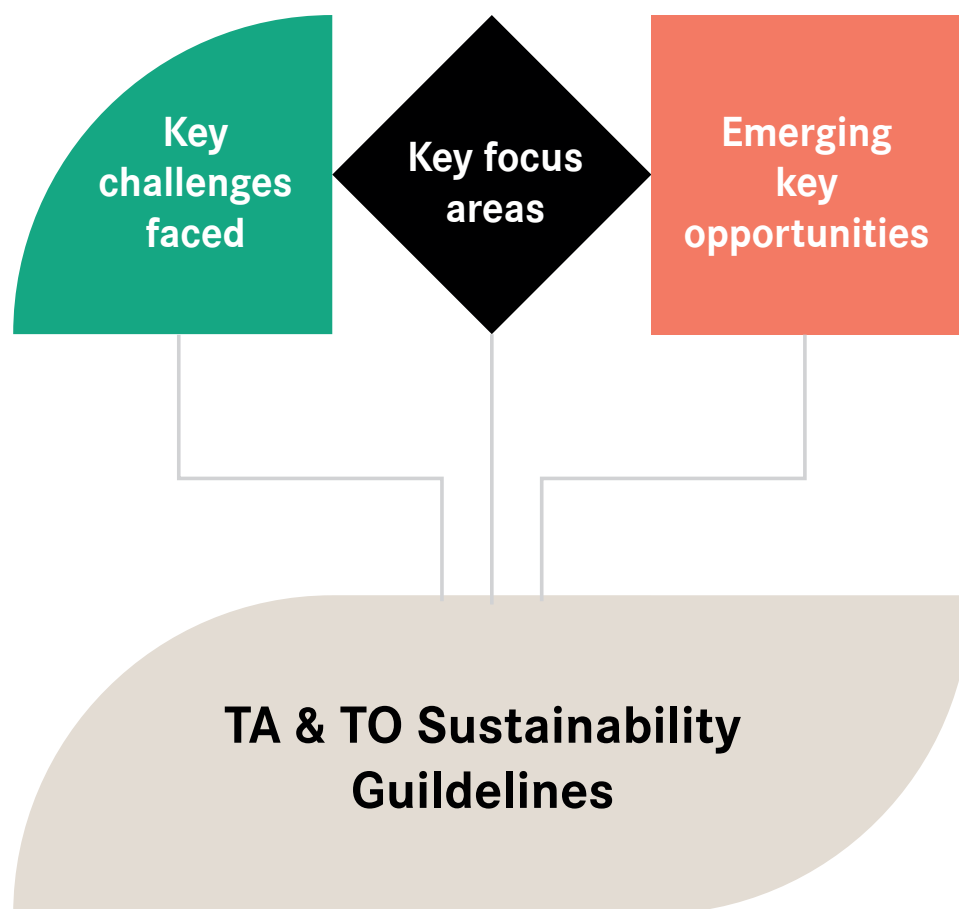 Key
challenges
faced
Key focus
areas
Emerging
key
opportunities
TA & TO Sustainability
Guildelines